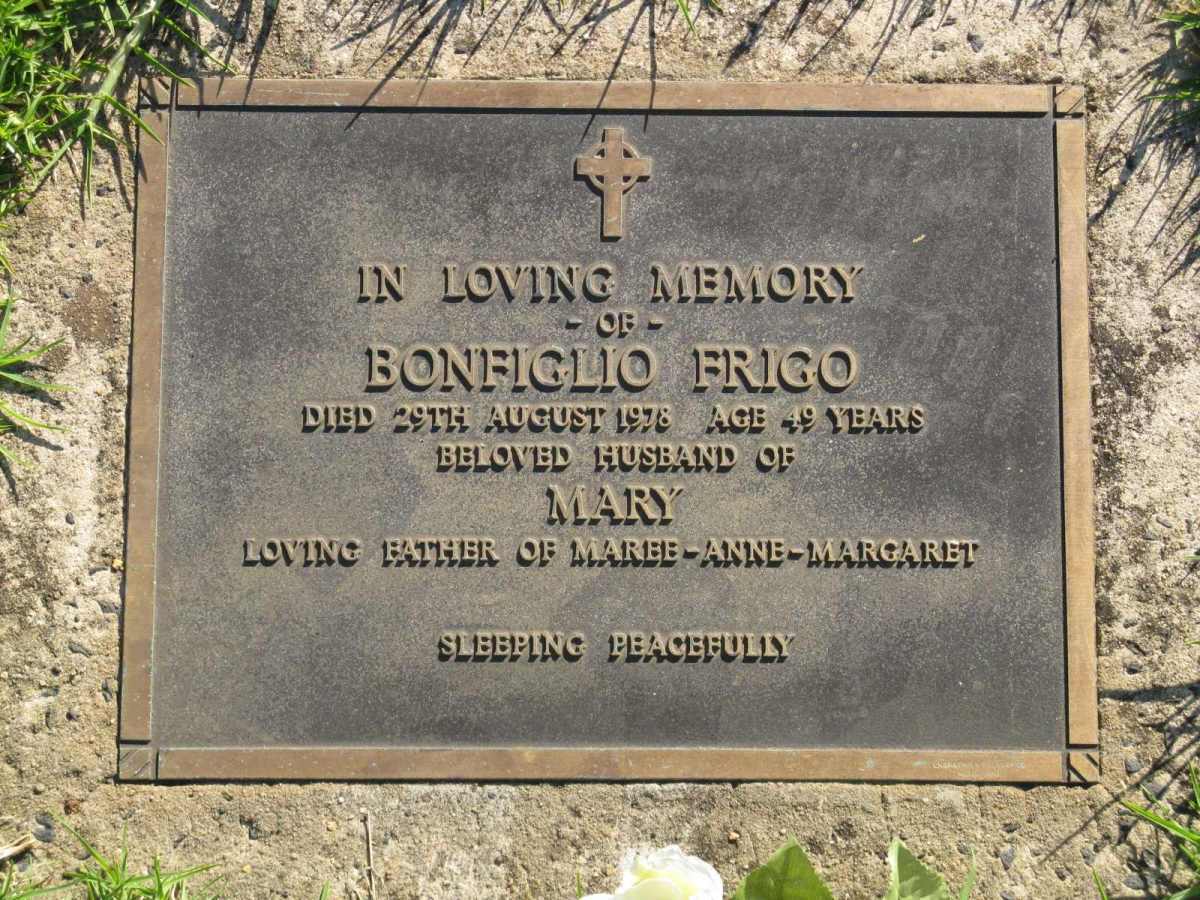 IN LOVING MEMORY
- OF -
BONFIGLIO FRIGO
DIED 29TH AUGUST 1978 AGE 49 YEARS
BELOVED HUSBAND OF
MARY
LOVING FATHER OF MAREE-ANNE-MARGARET
SLEEPING PEACEFULLY